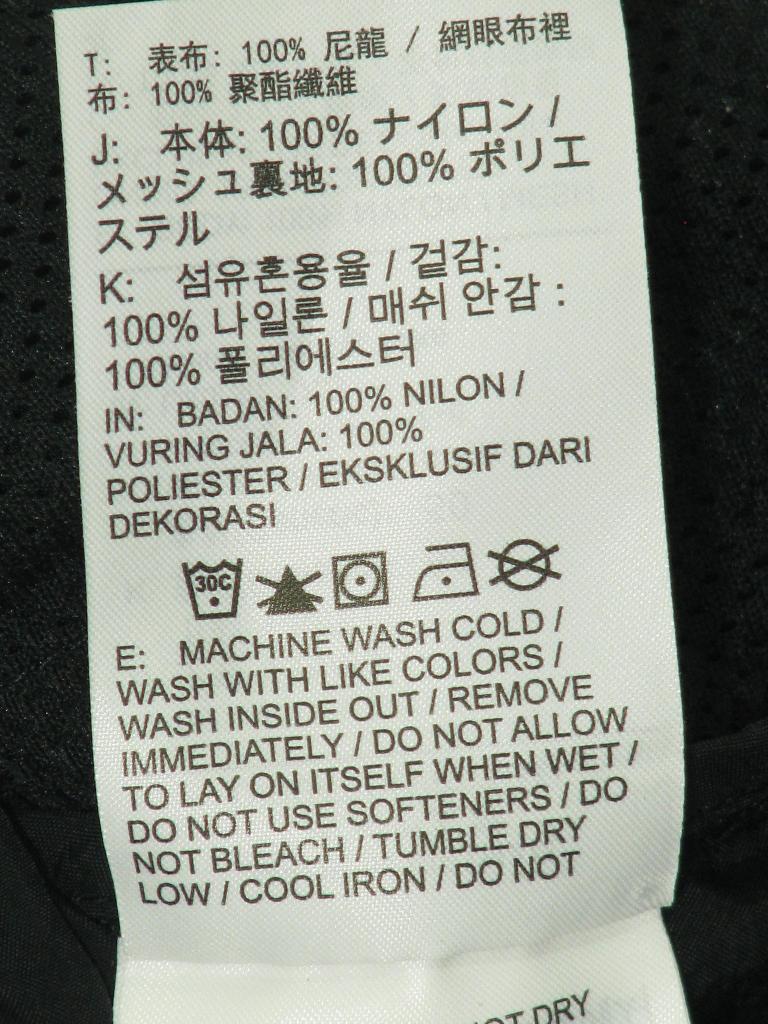 T: 表布: 100% 尼龍 / 網眼布裡
布: 100% 聚酯纖維
J: 本体: 100% ナイロン /
メッシュ裏地: 100% ポリエ
ステル
K: 섬유혼용율 / 겉감:
100% 나일론 / 매쉬 안감 :
100% 폴리에스터
IN: BADAN: 100% NILON /
VURING JALA: 100%
POLIESTER / EKSKLUSIF DARI
DEKORASI
30C
E: MACHINE WASH COLD /
WASH WITH LIKE COLORS /
WASH INSIDE OUT / REMOVE
IMMEDIATELY / DO NOT ALLOW
TO LAY ON ITSELF WHEN WET /
DO NOT USE SOFTENERS / DO
NOT BLEACH / TUMBLE DRY
LOW / COOL IRON / DO NOT
DRY